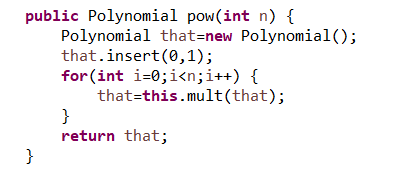 public Polynomial pow(int n) {
    Polynomial that=new Polynomial();
    that.insert(0,1);
    for(int i=0;i<n;i++) {
        that=this.mult(that);
    }
    return that;
}